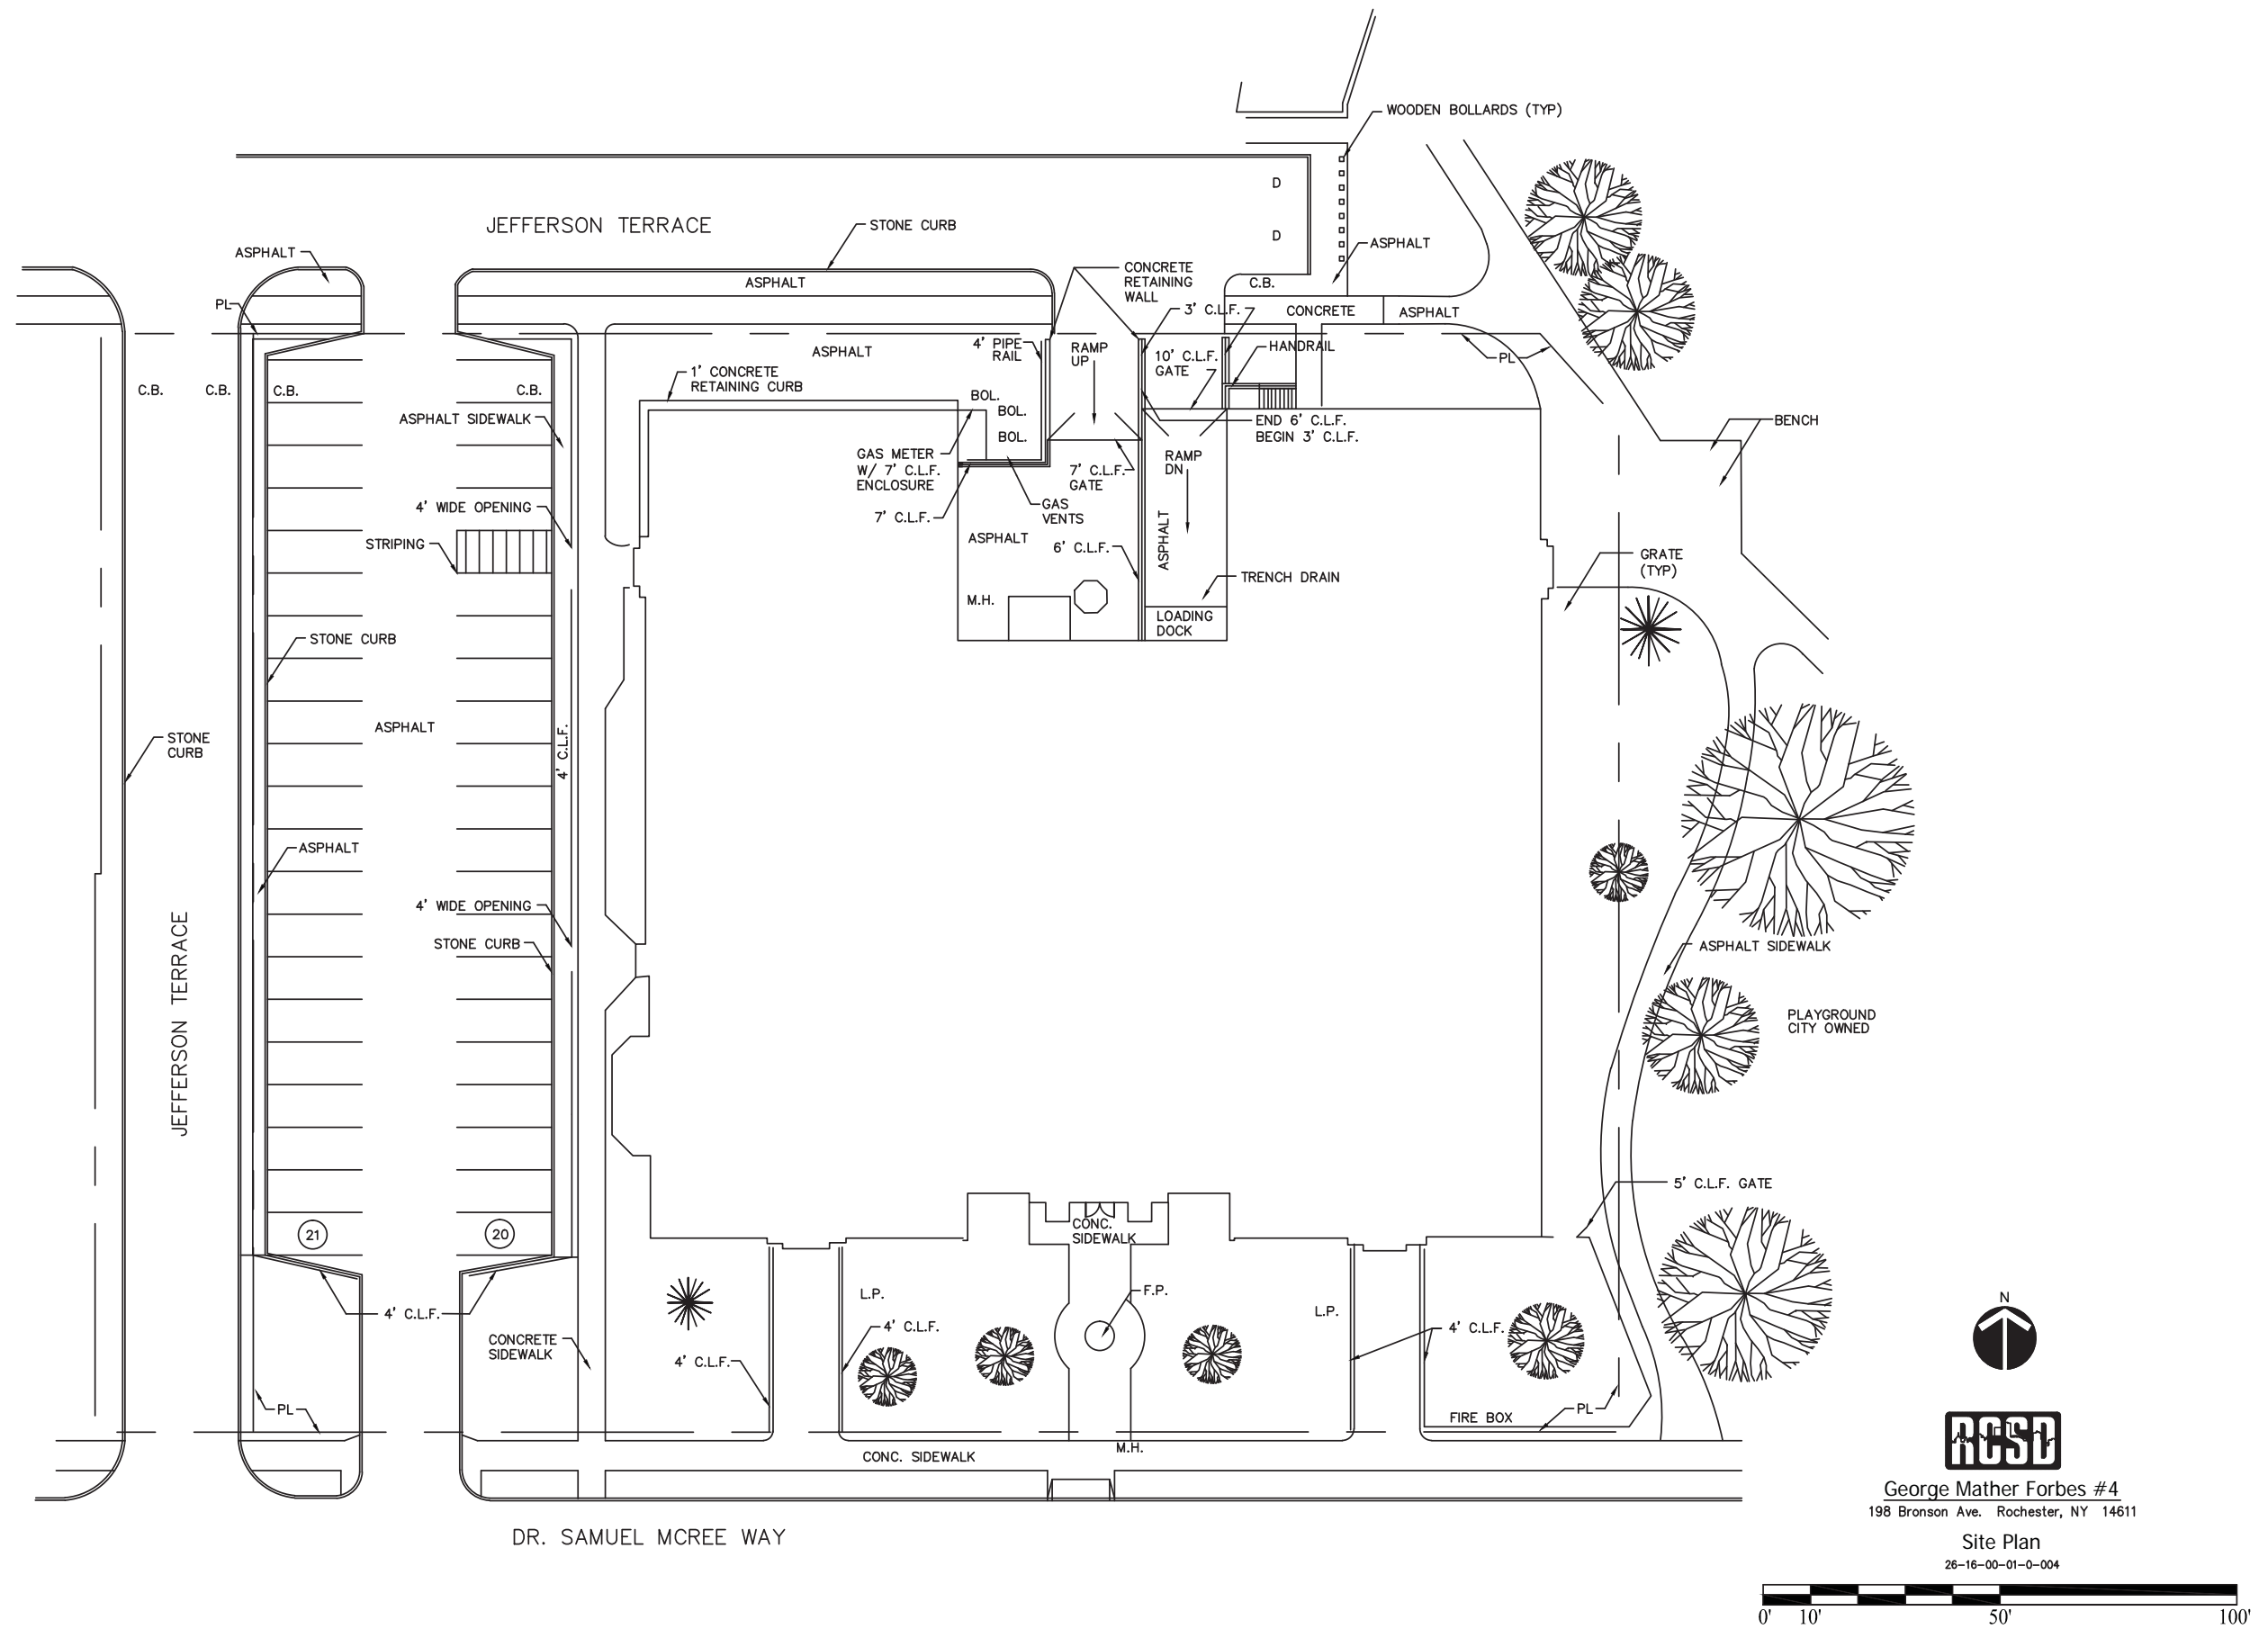 WOODEN BOLLARDS (TYP)
D
JEFFERSON TERRACE
STONE CURB
D
ASPHALT
ASPHALT
CONCRETE
RETAINING
WALL
ASPHALT
C.B.
PL
3' C.L.F.
CONCRETE
ASPHALT
4' PIPE
RAIL
RAMP
UP
ASPHALT
HANDRAIL
10' C.L.F.
GATE
PL
1' CONCRETE
RETAINING CURB
C.B.
C.B.
C.B.
C.B.
BOL.
BOL.
BOL.
ASPHALT SIDEWALK
END 6' C.L.F.
BEGIN 3' C.L.F.
BENCH
GAS METER
W/ 7' C.L.F.
ENCLOSURE
7' C.L.F.
GATE
RAMP
DN
4' WIDE OPENING
7' C.L.F.
GAS
VENTS
STRIPING
ASPHALT
6' C.L.F.
ASPHALT
GRATE
(TYP)
TRENCH DRAIN
M.H.
LOADING
DOCK
STONE CURB
ASPHALT
4' C.L.F.
STONE
CURB
ASPHALT
4' WIDE OPENING
STONE CURB
ASPHALT SIDEWALK
JEFFERSON TERRACE
PLAYGROUND
CITY OWNED
5' C.L.F. GATE
21
20
CONC.
SIDEWALK
L.P.
F.P.
L.P.
4' C.L.F.
4' C.L.F.
4' C.L.F.
CONCRETE
SIDEWALK
4' C.L.F.
PL
PL
FIRE BOX
M.H.
CONC. SIDEWALK
DR. SAMUEL MCREE WAY
N
RCSD
George Mather Forbes #4
198 Bronson Ave. Rochester, NY 14611
Site Plan
26-16-00-01-0-004
0' 10' 50' 100'